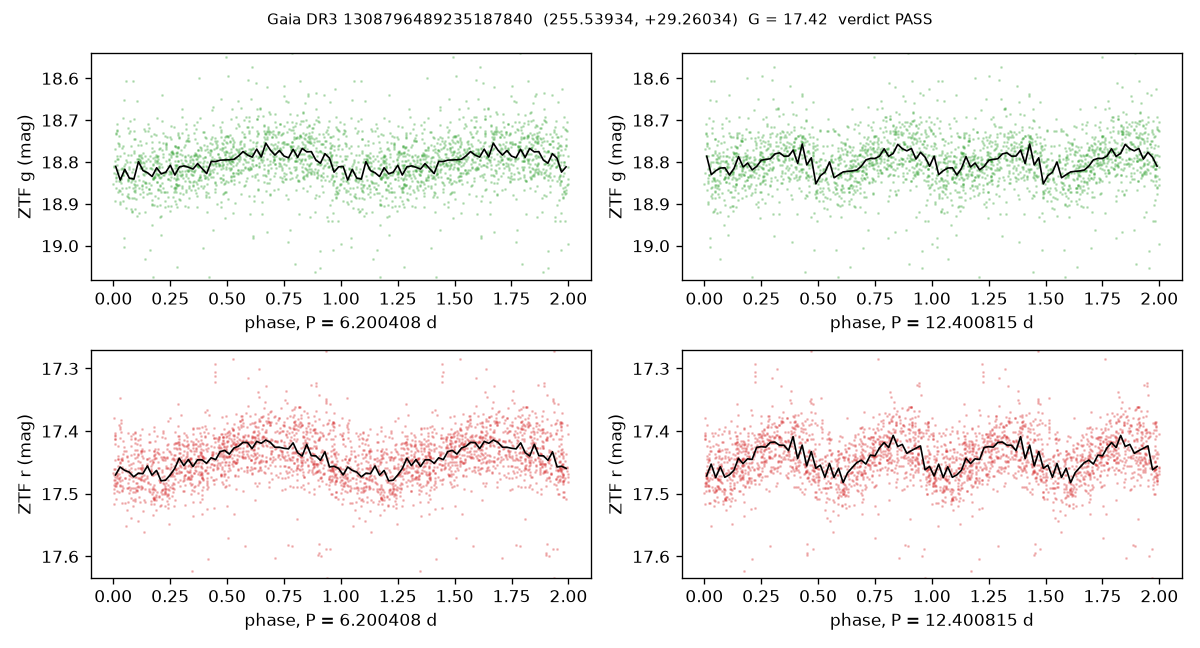 Gaia DR3 1308796489235187840 (255.53934, +29.26034) G = 17.42 verdict PASS
ZTF g (mag)
18.6
18.7
18.8
18.9
19.0
0.00 0.25 0.50 0.75 1.00 1.25 1.50 1.75 2.00
phase, P = 6.200408 d
ZTF g (mag)
18.6
18.7
18.8
18.9
19.0
0.00 0.25 0.50 0.75 1.00 1.25 1.50 1.75 2.00
phase, P = 12.400815 d
ZTF r (mag)
17.3
17.4
17.5
17.6
0.00 0.25 0.50 0.75 1.00 1.25 1.50 1.75 2.00
phase, P = 6.200408 d
ZTF r (mag)
17.3
17.4
17.5
17.6
0.00 0.25 0.50 0.75 1.00 1.25 1.50 1.75 2.00
phase, P = 12.400815 d